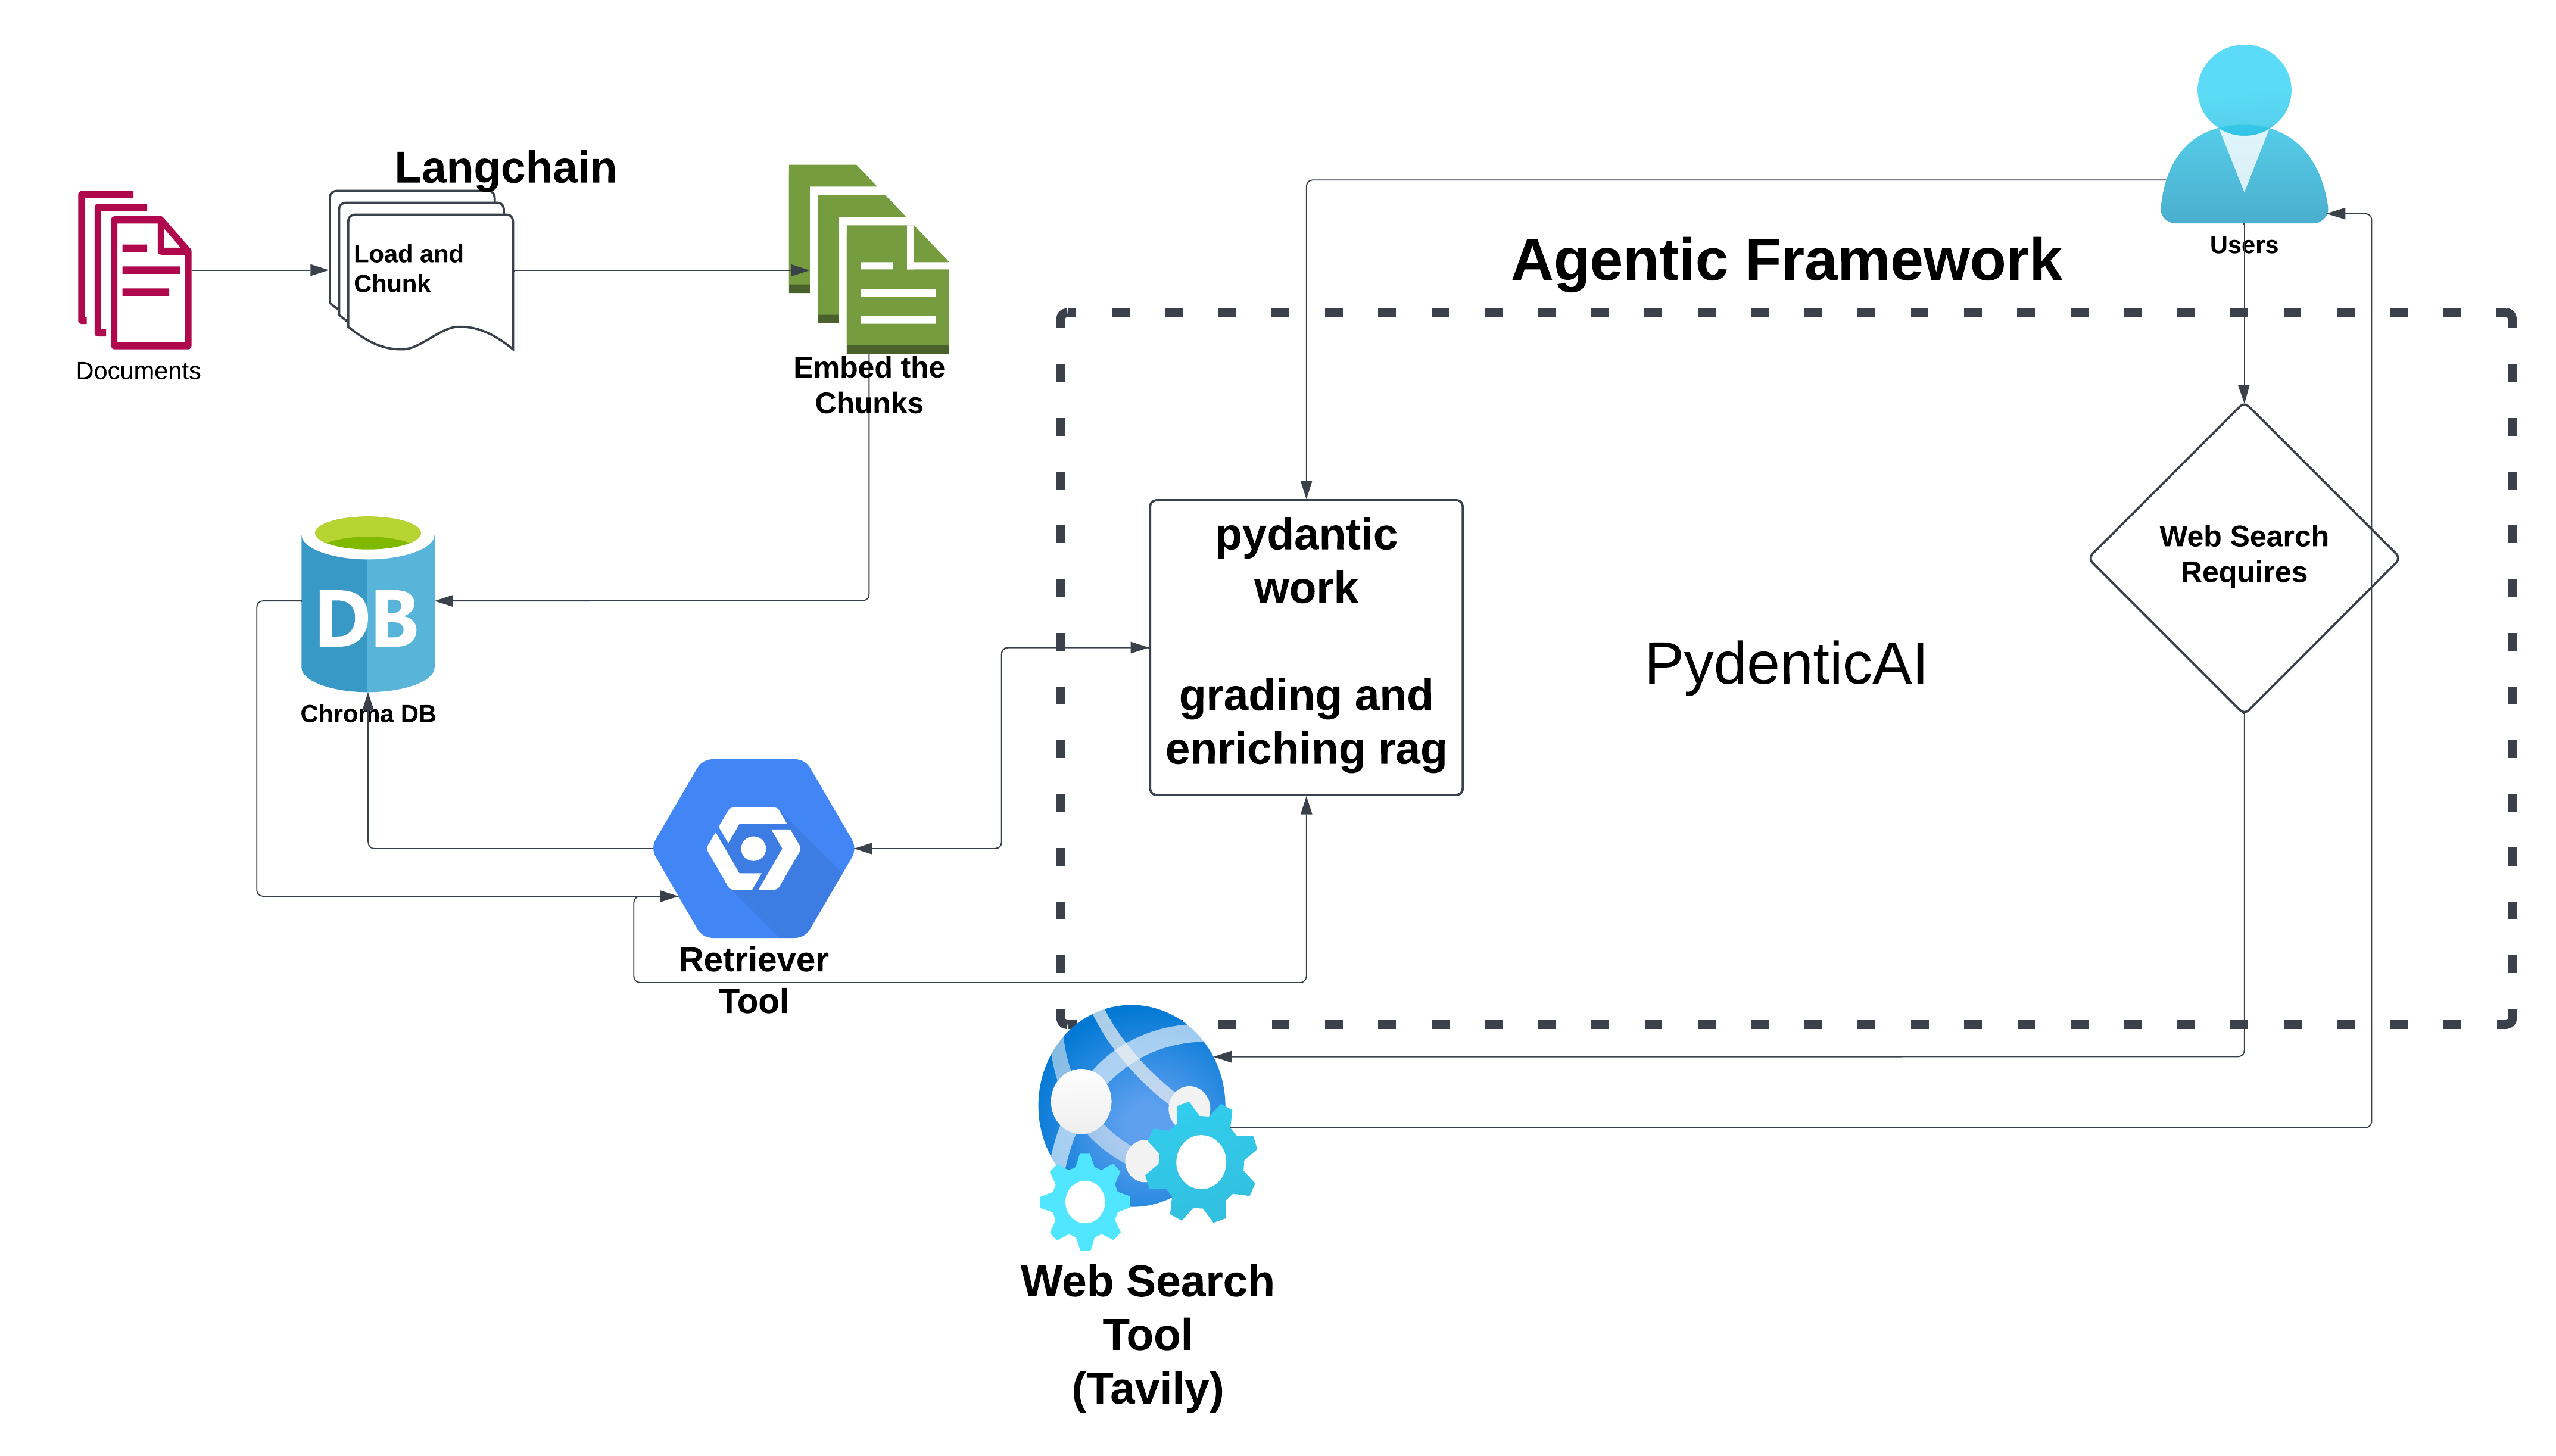 Langchain
Load and
Chunk
Documents
Embed the
Chunks
Users
Agentic Framework
Web Search
Requires
pydantic
work
grading and
enriching rag
PydenticAI
DB
Chroma DB
Retriever
Tool
Web Search
Tool
(Tavily)